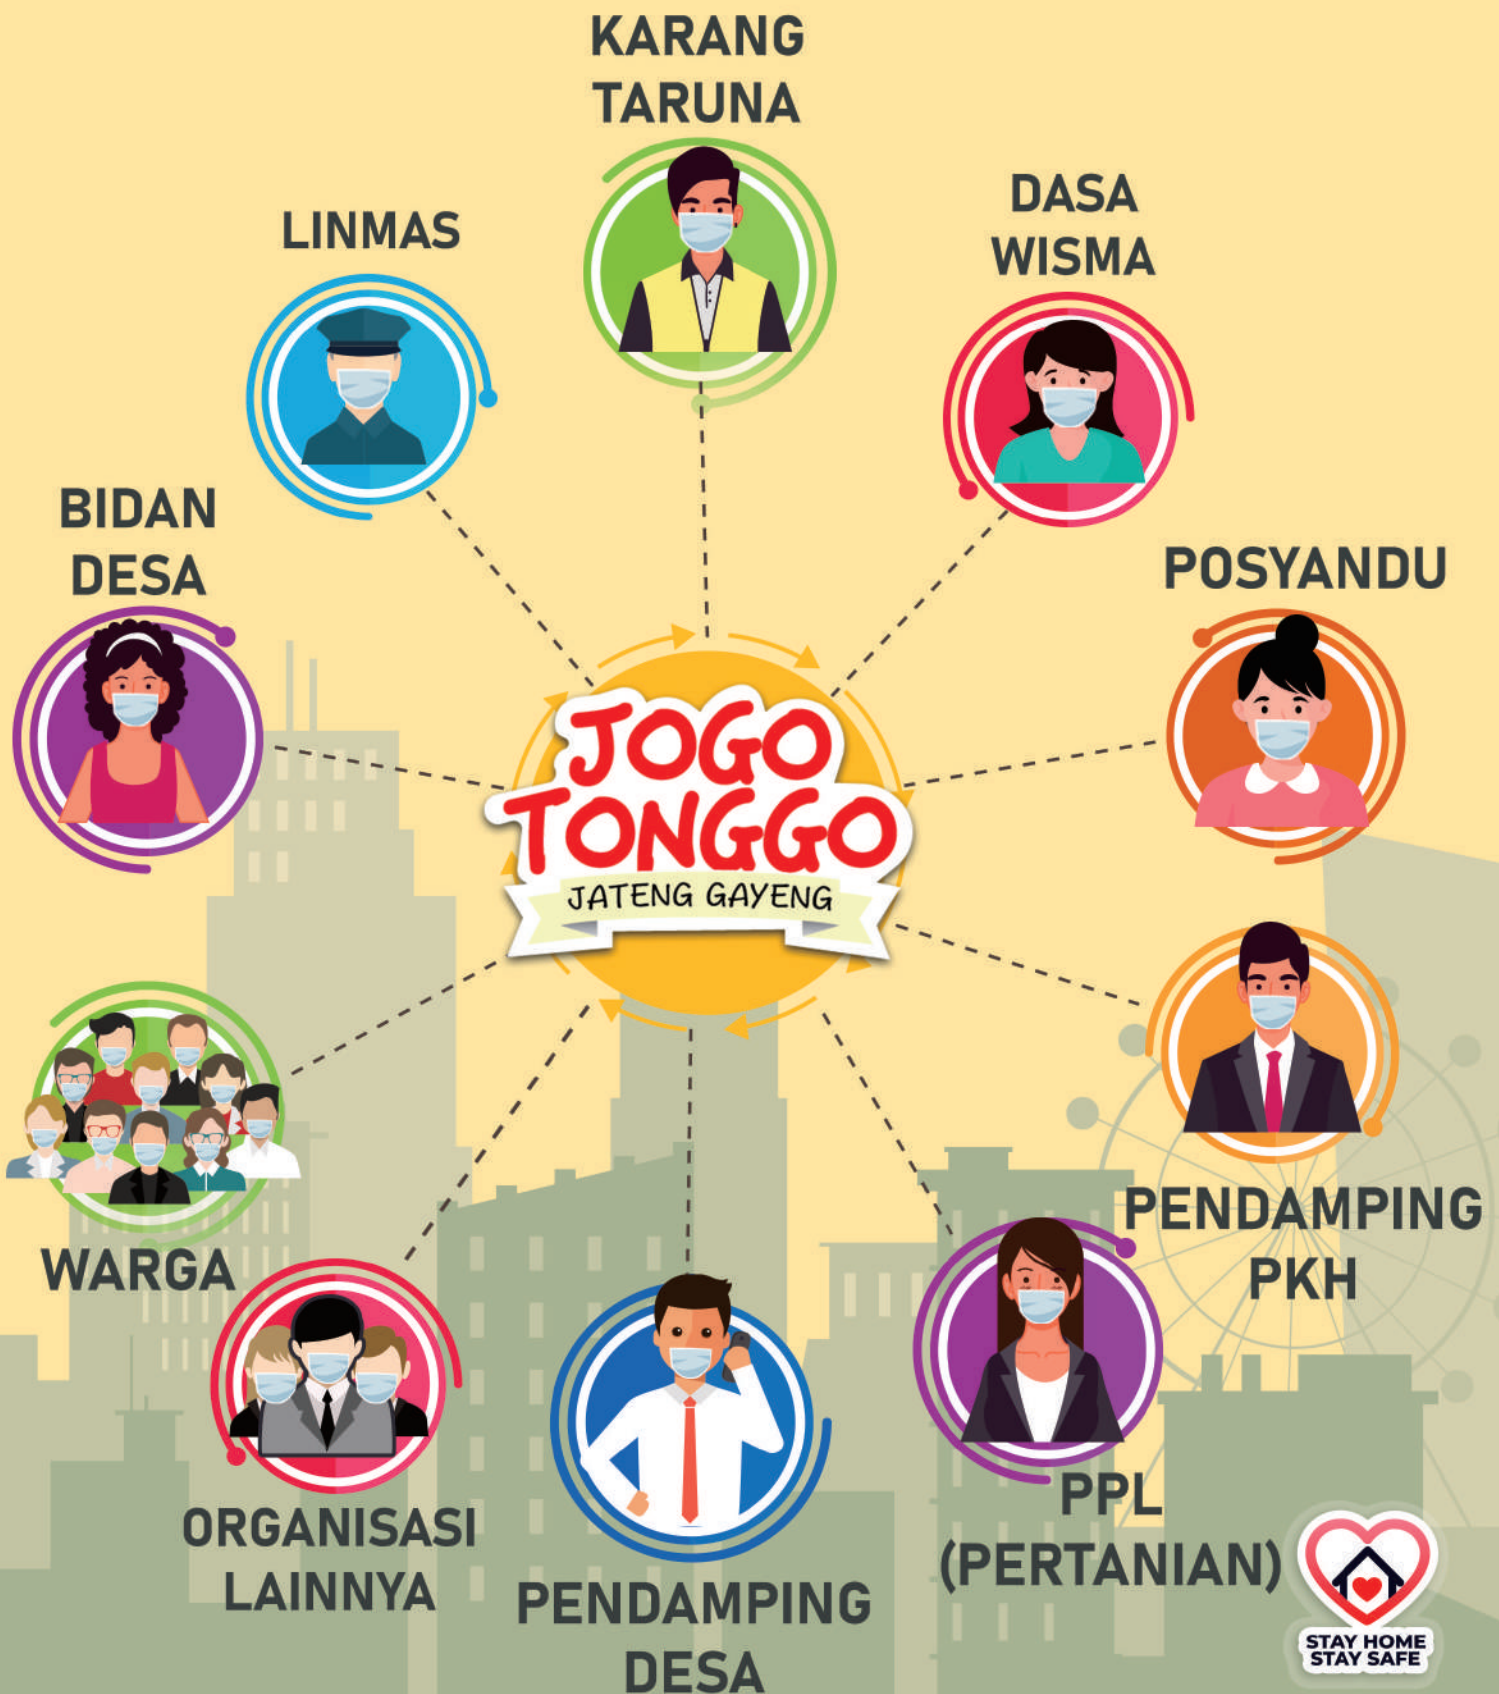 KARANG
TARUNA
LINMAS
DASA
WISMA
BIDAN
DESA
POSYANDU
JOGO
TONGGO
JATENG GAYENG
WARGA
PENDAMPING
PKH
ORGANISASI
LAINNYA
PENDAMPING
DESA
PPL
(PERTANIAN)
STAY HOME
STAY SAFE